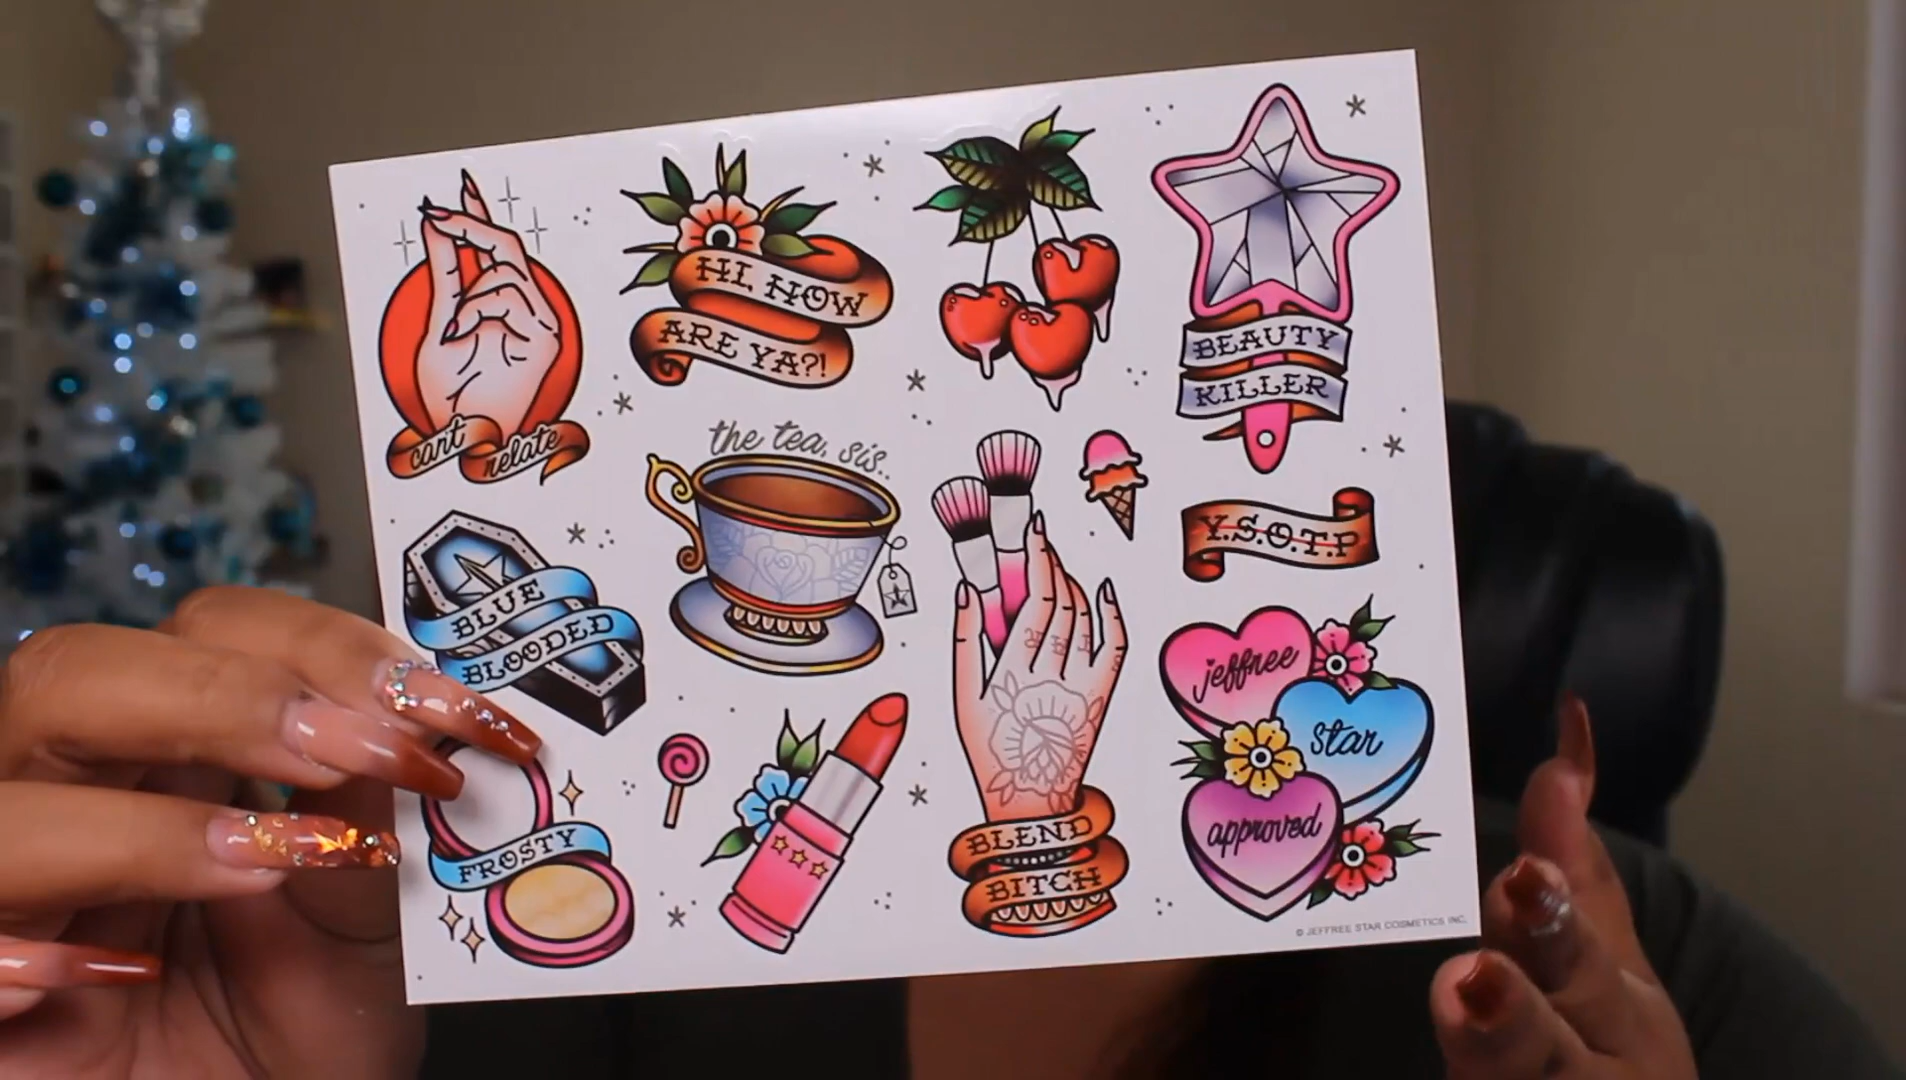 HI, HOW
ARE YA?!
BEAUTY
KILLER
can't relate
the tea, sis..
Y.S.O.T.P
BLUE
BLOODED
jeffree
star
approved
FROSTY
BLEND
BITCH
© JEFFREE STAR COSMETICS INC.